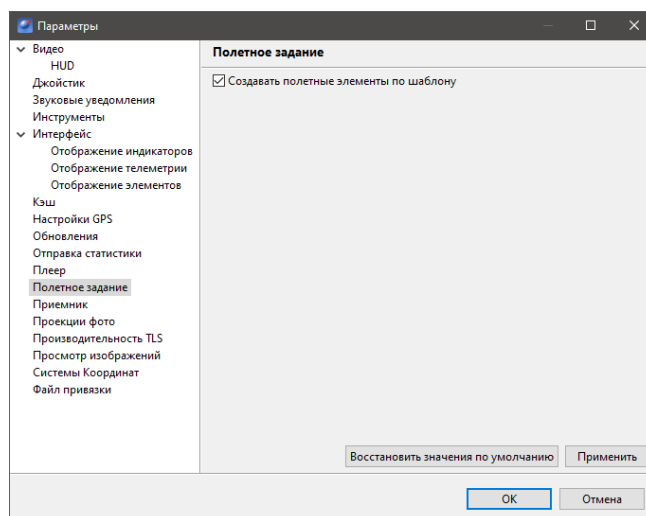 Параметры
Видео
HUD
Джойстик
Звуковые уведомления
Инструменты
Интерфейс
Отображение индикаторов
Отображение телеметрии
Отображение элементов
Кэш
Настройки GPS
Обновления
Отправка статистики
Плеер
Полетное задание
Приемник
Проекции фото
Производительность TLS
Просмотр изображений
Системы Координат
Файл привязки
Полетное задание
Создавать полетные элементы по шаблону
Восстановить значения по умолчанию
Применить
OK
Отмена